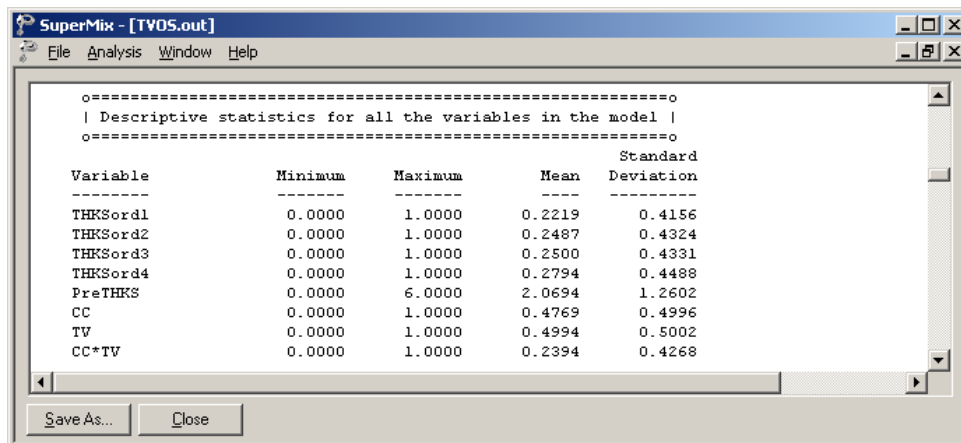 SuperMix - [TVOS.out]
File Analysis Window Help
o===========================================================o
| Descriptive statistics for all the variables in the model |
o===========================================================o
Standard
Variable Minimum Maximum Mean Deviation
-------- ------- ------- ---- ---------
THKSord1 0.0000 1.0000 0.2219 0.4156
THKSord2 0.0000 1.0000 0.2487 0.4324
THKSord3 0.0000 1.0000 0.2500 0.4331
THKSord4 0.0000 1.0000 0.2794 0.4488
PreTHKS 0.0000 6.0000 2.0694 1.2602
CC 0.0000 1.0000 0.4769 0.4996
TV 0.0000 1.0000 0.4994 0.5002
CC*TV 0.0000 1.0000 0.2394 0.4268
Save As... Close